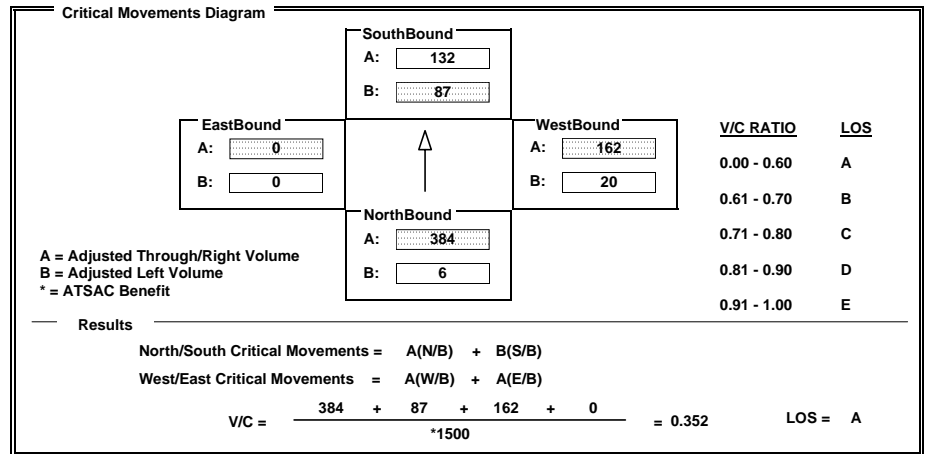 Critical Movements Diagram
SouthBound
A: 132
B: 87
EastBound
A: 0
B: 0
WestBound
A: 162
B: 20
NorthBound
A: 384
B: 6
V/C RATIO LOS
0.00 - 0.60 A
0.61 - 0.70 B
0.71 - 0.80 C
0.81 - 0.90 D
0.91 - 1.00 E
A = Adjusted Through/Right Volume
B = Adjusted Left Volume
* = ATSAC Benefit
Results
North/South Critical Movements = A(N/B) + B(S/B)
West/East Critical Movements = A(W/B) + A(E/B)
V/C = 384 + 87 + 162 + 0 = 0.352 LOS = A
*1500